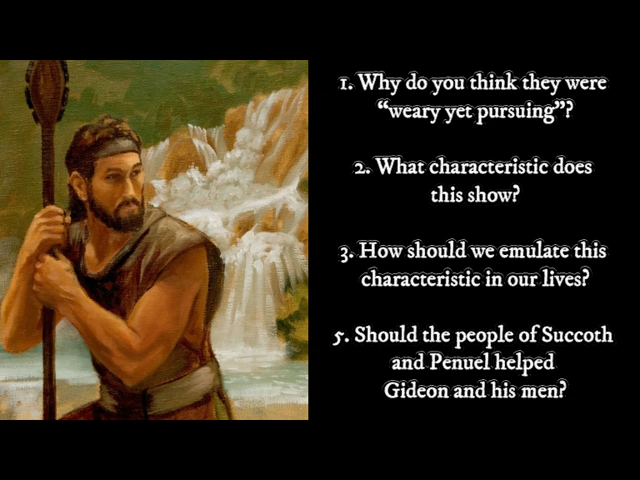 1. Why do you think they were
“weary yet pursuing”?
2. What characteristic does
this show?
3. How should we emulate this
characteristic in our lives?
5. Should the people of Succoth
and Penuel helped
Gideon and his men?